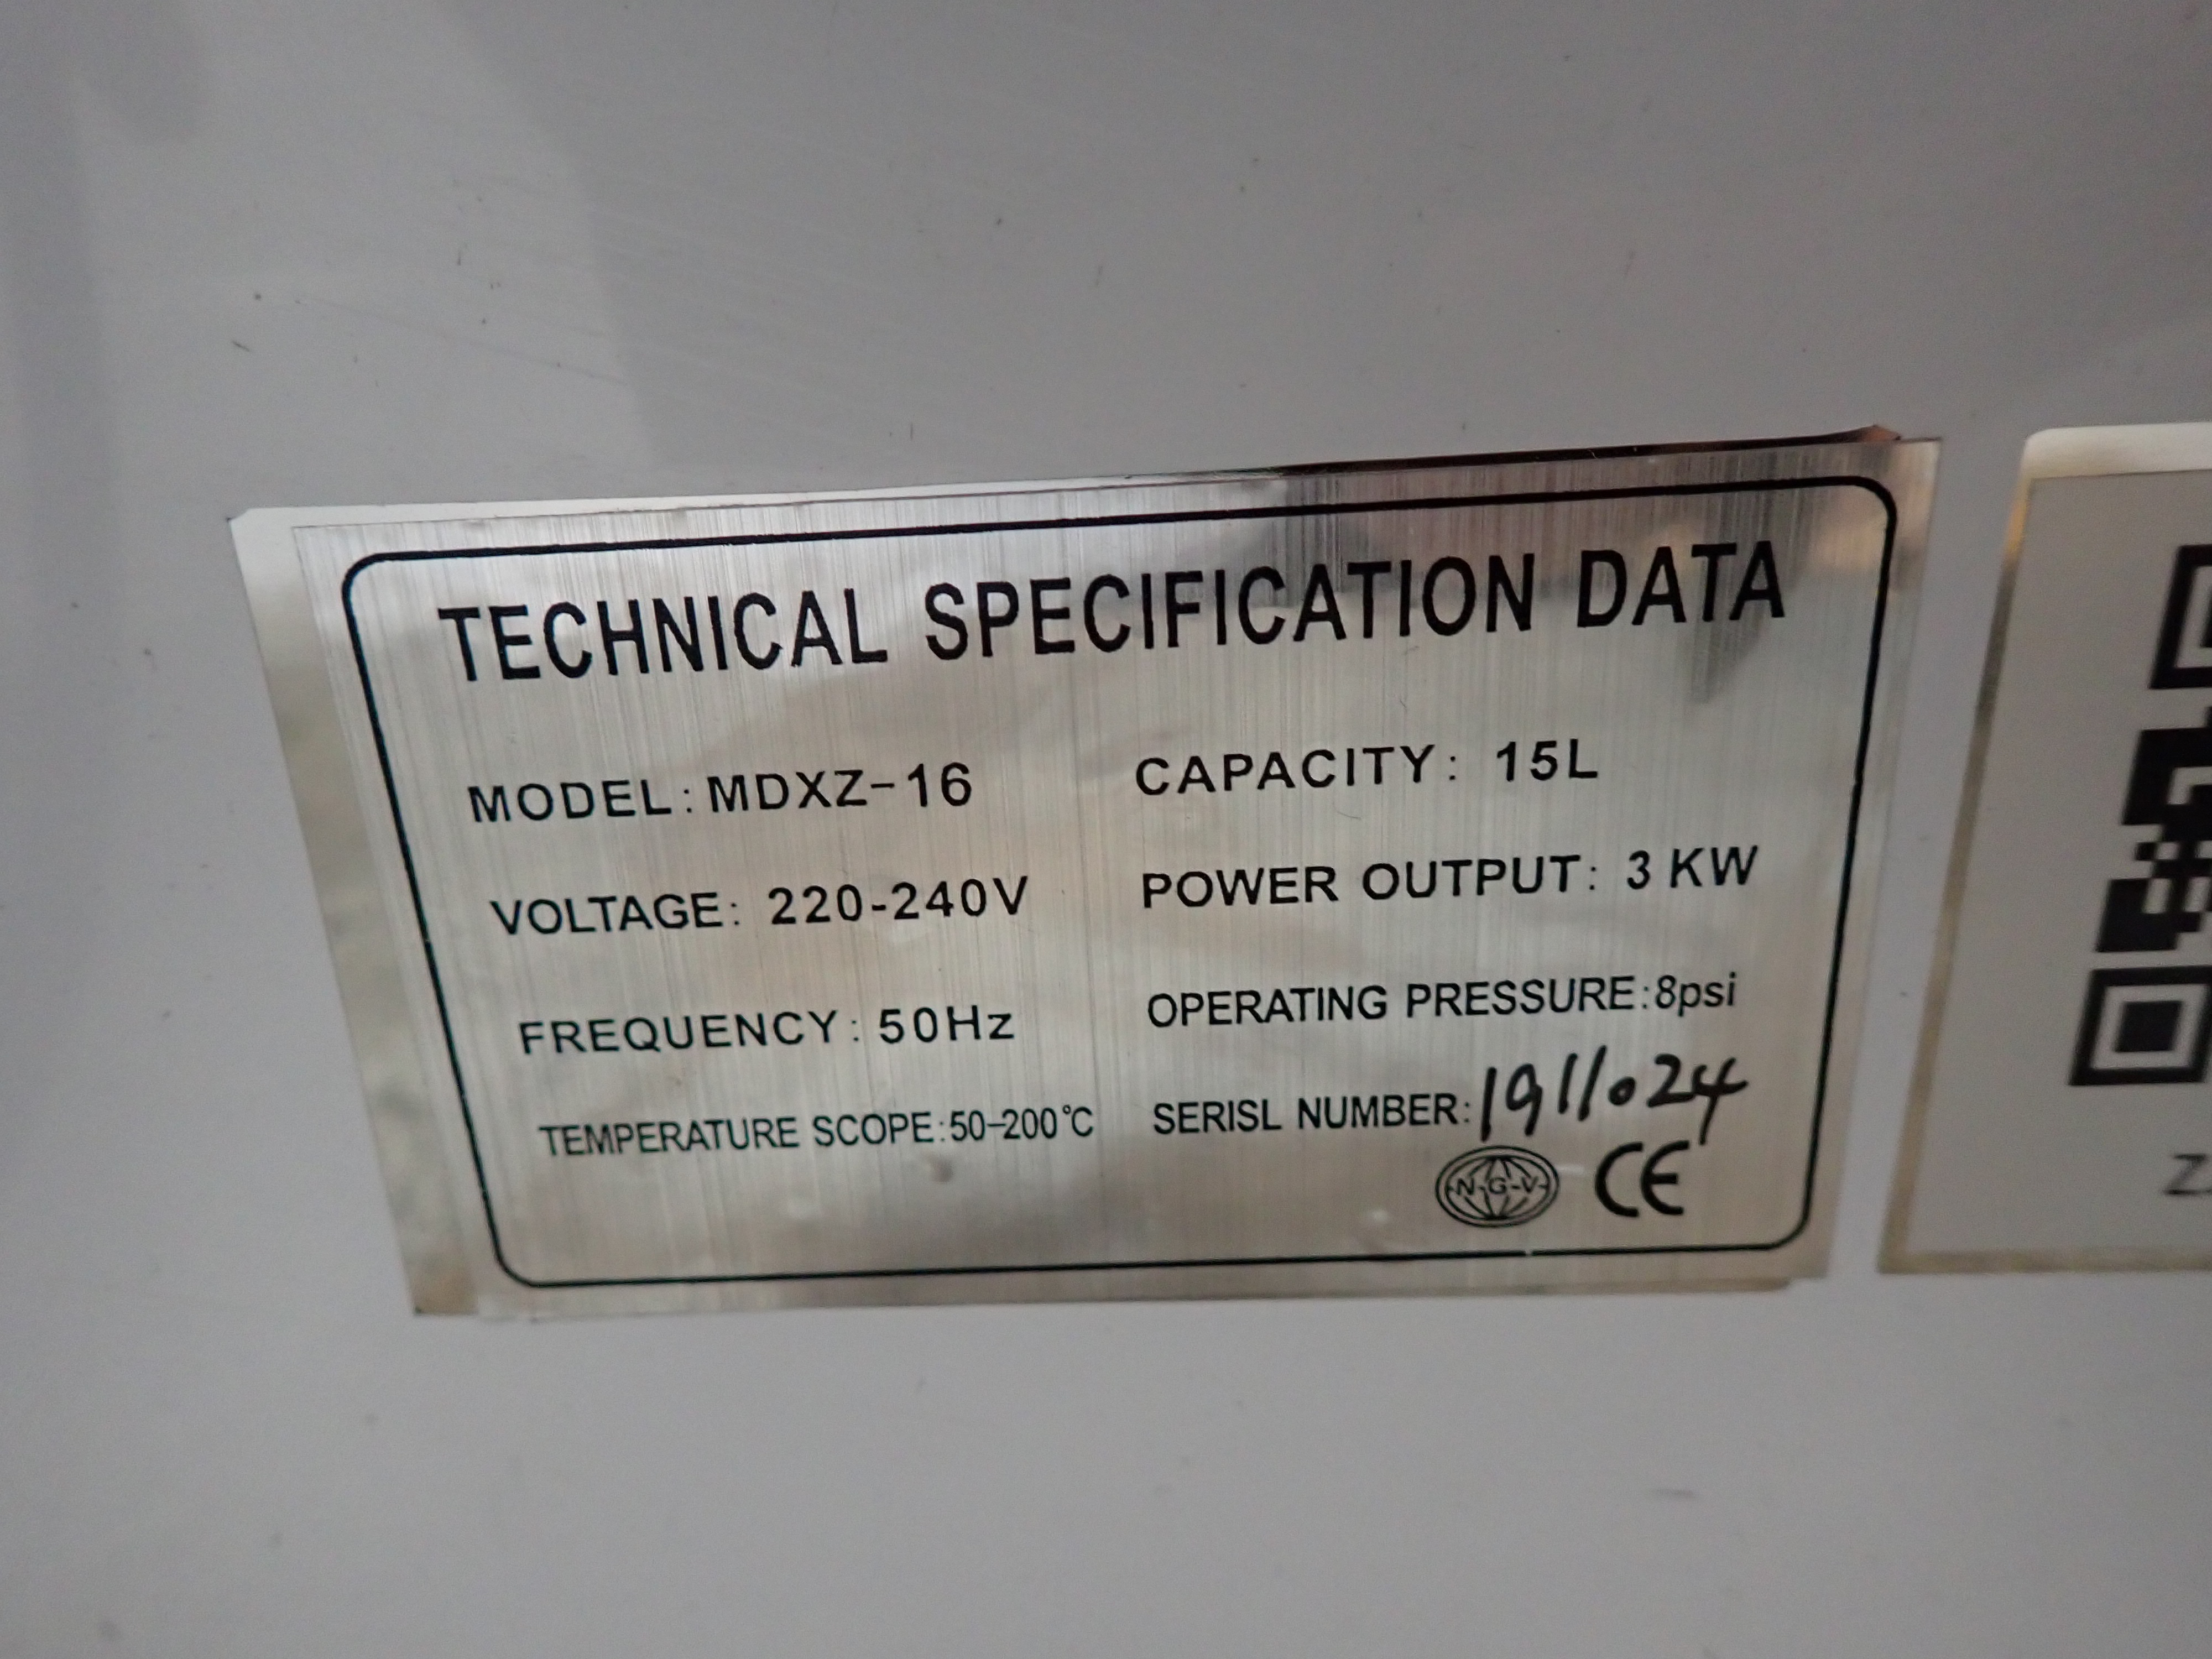 TECHNICAL SPECIFICATION DATA
MODEL:MDXZ-16 CAPACITY: 15L
VOLTAGE: 220-240V POWER OUTPUT: 3 KW
FREQUENCY: 50Hz OPERATING PRESSURE:8psi
TEMPERATURE SCOPE:50-200℃ SERISL NUMBER:1911024
N-G-V CE